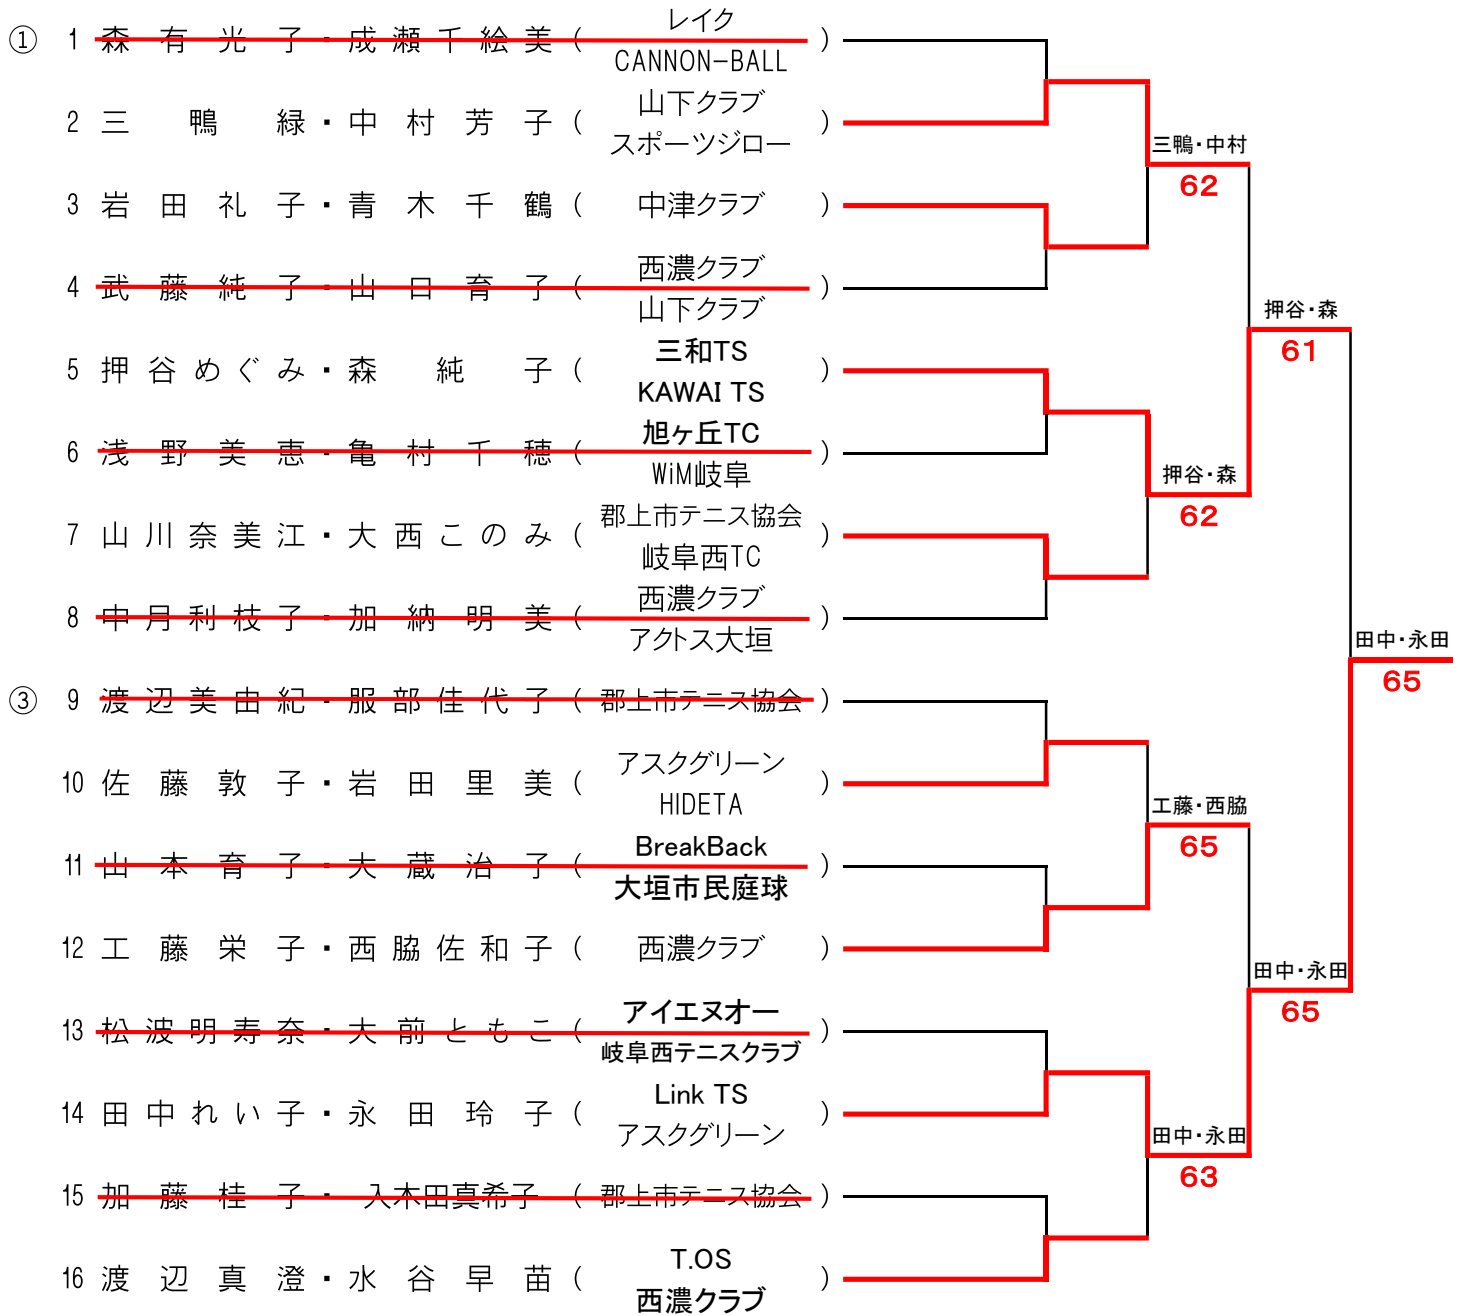 ① 1 森有光子・成瀬千絵美（レイク
CANNON-BALL）
2 三鴨緑・中村芳子（山下クラブ
スポーツジロー）
三鴨・中村
62
3 岩田礼子・青木千鶴（中津クラブ）
4 武藤純子・山口育子（西濃クラブ
山下クラブ）
押谷・森
61
5 押谷めぐみ・森純子（三和TS
KAWAI TS）
6 浅野美恵・亀村千穂（旭ヶ丘TC
WiM岐阜）
押谷・森
62
7 山川奈美江・大西このみ（郡上市テニス協会
岐阜西TC）
8 中月利枝子・加納明美（西濃クラブ
アクトス大垣）
田中・永田
65
③ 9 渡辺美由紀・服部佳代子（郡上市テニス協会）
10 佐藤敦子・岩田里美（アスクグリーン
HIDETA）
工藤・西脇
65
11 山本育子・大蔵治子（BreakBack
大垣市民庭球）
12 工藤栄子・西脇佐和子（西濃クラブ）
田中・永田
65
13 松波明寿奈・大前ともこ（アイエヌオー
岐阜西テニスクラブ）
14 田中れい子・永田玲子（Link TS
アスクグリーン）
田中・永田
63
15 加藤桂子・入木田真希子（郡上市テニス協会）
16 渡辺真澄・水谷早苗（T.OS
西濃クラブ）